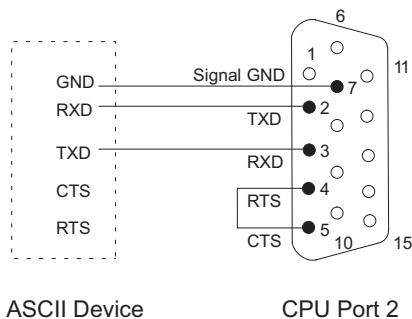 6
1
11
GND Signal GND 7
RXD TXD 2
TXD RXD 3
CTS RTS 4
RTS CTS 5
10 15
ASCII Device CPU Port 2